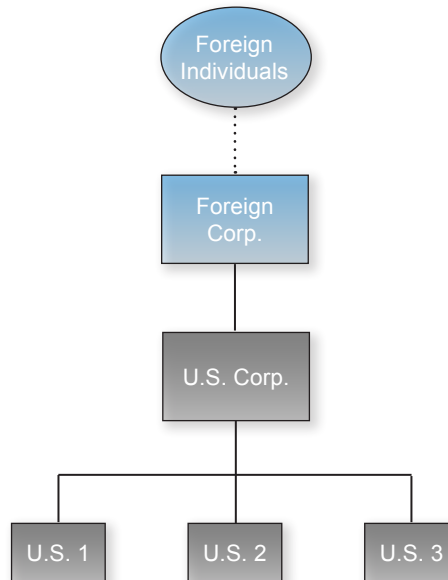 Foreign
Individuals
Foreign
Corp.
U.S. Corp.
U.S. 1
U.S. 2
U.S. 3